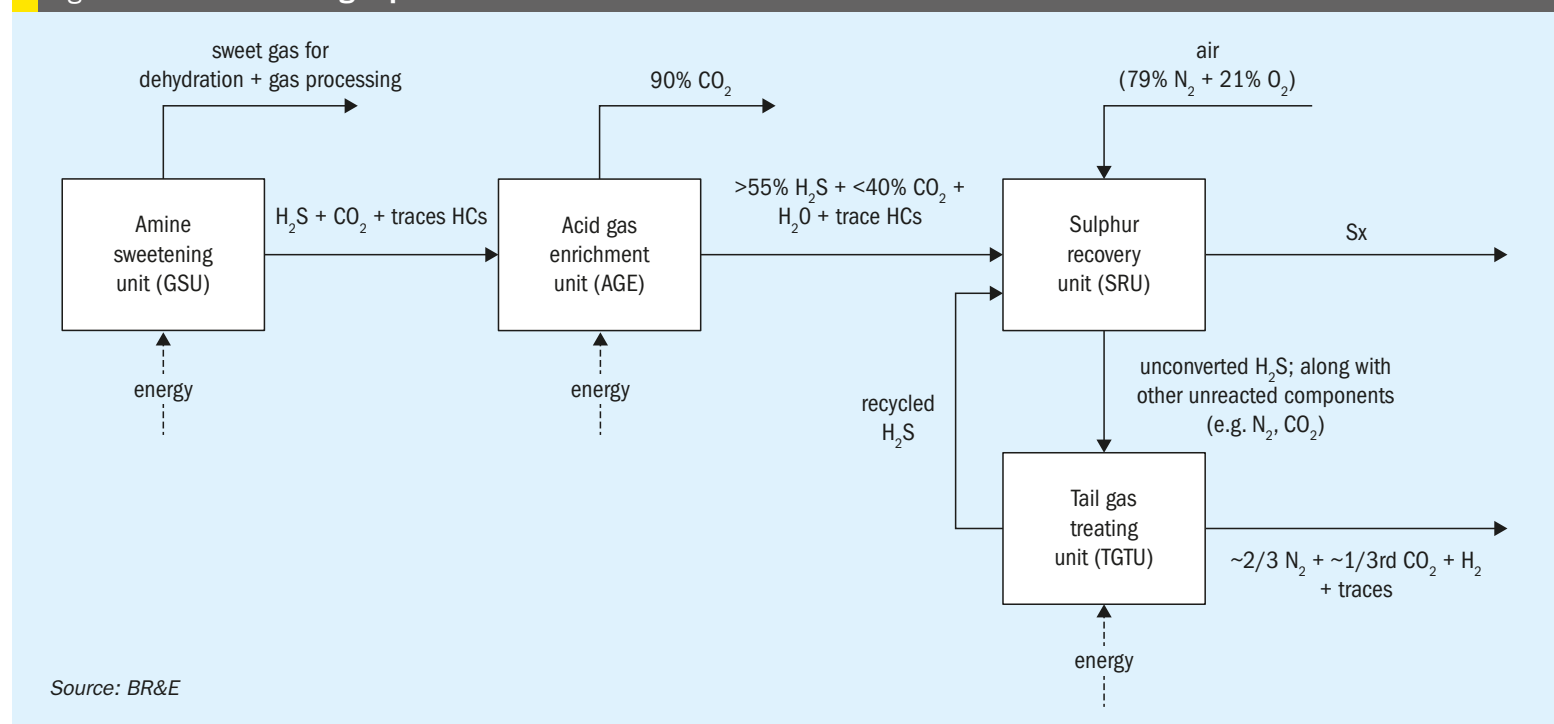 sweet gas for
dehydration + gas processing
90% CO₂
air
(79% N₂ + 21% O₂)
Amine
sweetening
unit (GSU)
H₂S + CO₂ + traces HCs
Acid gas
enrichment
unit (AGE)
>55% H₂S + <40% CO₂ +
H₂0 + trace HCs
Sulphur
recovery
unit (SRU)
Sx
energy
energy
recycled
H₂S
unconverted H₂S; along with
other unreacted components
(e.g. N₂, CO₂)
Tail gas
treating
unit (TGTU)
~2/3 N₂ + ~1/3rd CO₂ + H₂
+ traces
energy
Source: BR&E